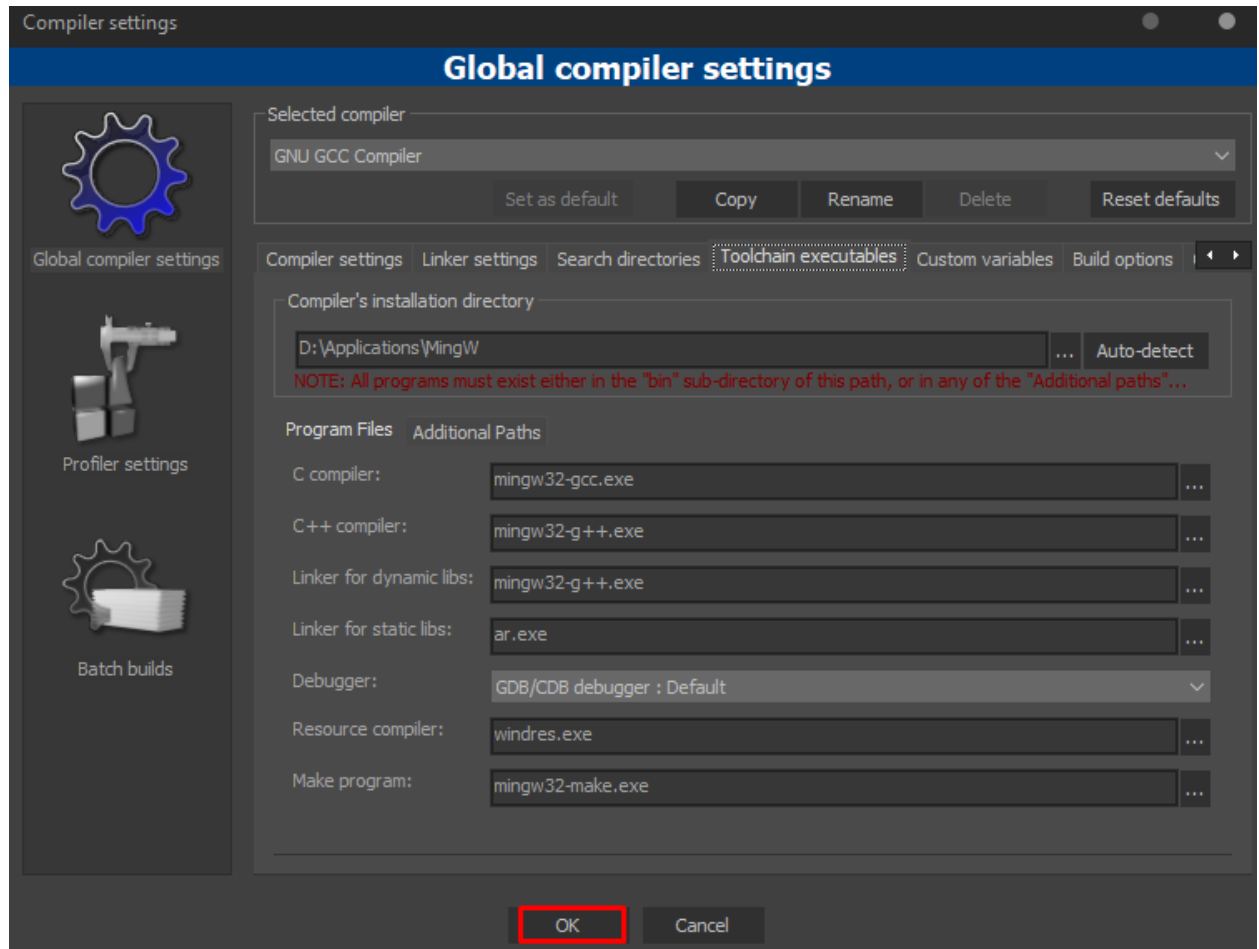 Compiler settings
Global compiler settings
Global compiler settings
Profiler settings
Batch builds
Selected compiler
GNU GCC Compiler
Set as default Copy Rename Delete Reset defaults
Compiler settings Linker settings Search directories Toolchain executables Custom variables Build options
Compiler's installation directory
D:\Applications\MingW ... Auto-detect
NOTE: All programs must exist either in the "bin" sub-directory of this path, or in any of the "Additional paths"...
Program Files Additional Paths
C compiler: mingw32-gcc.exe ...
C++ compiler: mingw32-g++.exe ...
Linker for dynamic libs: mingw32-g++.exe ...
Linker for static libs: ar.exe ...
Debugger: GDB/CDB debugger : Default
Resource compiler: windres.exe ...
Make program: mingw32-make.exe ...
OK Cancel